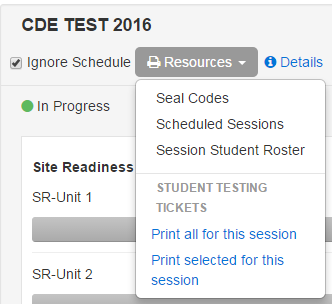 CDE TEST 2016
Ignore Schedule Resources Details
In Progress
Seal Codes
Scheduled Sessions
Session Student Roster
Site Readiness
SR-Unit 1
STUDENT TESTING
TICKETS
Print all for this session
Print selected for this
session
SR-Unit 2